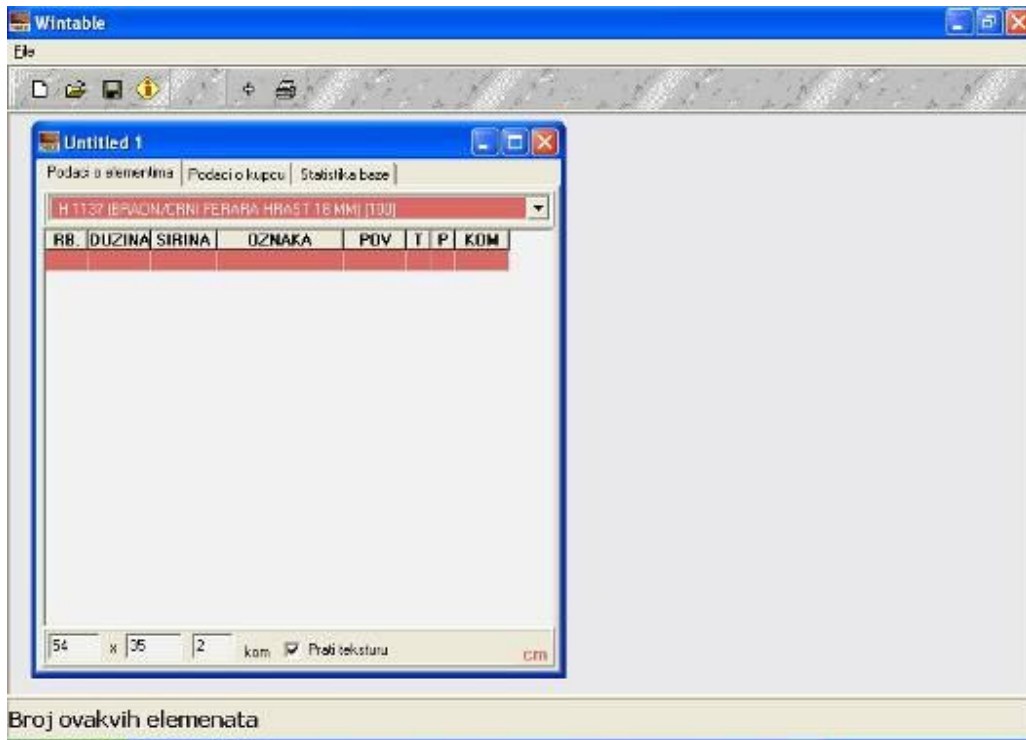 Wintable
File
Untitled 1
Podaci o elementima Podaci o kupcu Statistika baze
H 1137 (BRAON/CRNI FERARA HRAST 18 MM) [100]
RB. DUZINA SIRINA OZNAKA POV T P KOM
54 x 35 2 kom Prati teksturu cm
Broj ovakvih elemenata